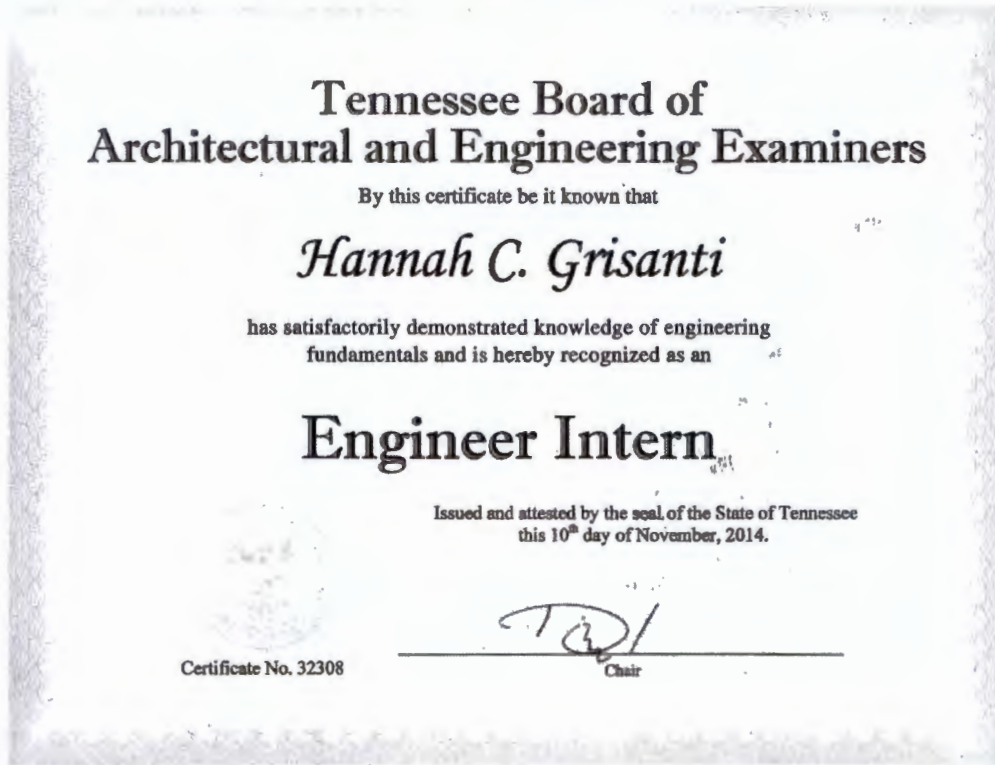 Tennessee Board of
Architectural and Engineering Examiners
By this certificate be it known that
Hannah C. Grisanti
has satisfactorily demonstrated knowledge of engineering
fundamentals and is hereby recognized as an
Engineer Intern
Issued and attested by the seal of the State of Tennessee
this 10th day of November, 2014.
Certificate No. 32308
Chair